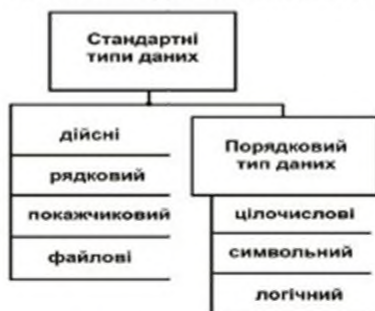 Стандартні
типи даних
дійсні
рядковий
покажчиковий
файлові
Порядковий
тип даних
цілочислові
символьний
логічний